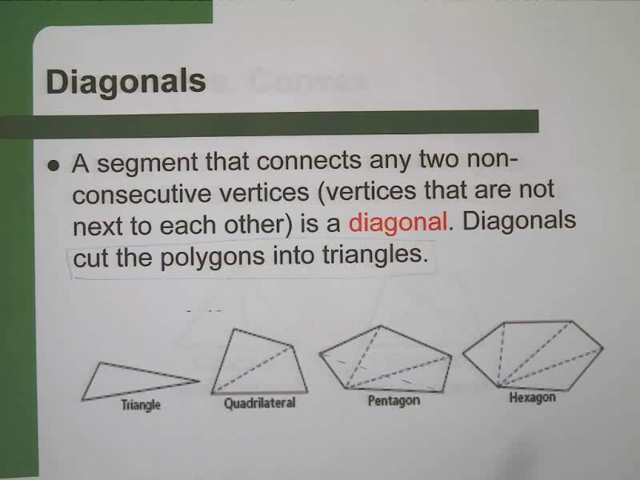 Diagonals
● A segment that connects any two non-
consecutive vertices (vertices that are not
next to each other) is a diagonal. Diagonals
cut the polygons into triangles.
Triangle Quadrilateral Pentagon Hexagon